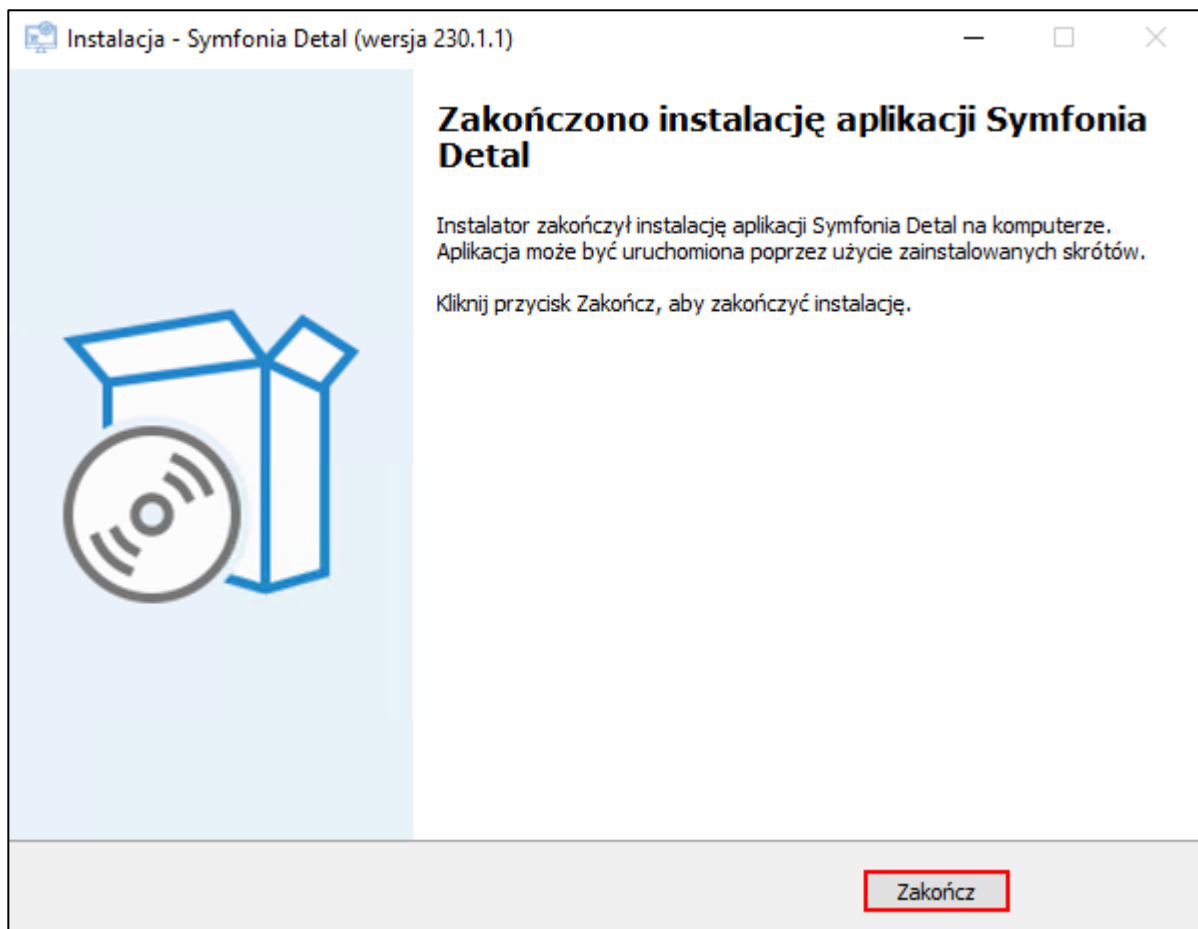 Instalacja - Symfonia Detal (wersja 230.1.1)
Zakończono instalację aplikacji Symfonia
Detal
Instalator zakończył instalację aplikacji Symfonia Detal na komputerze.
Aplikacja może być uruchomiona poprzez użycie zainstalowanych skrótów.
Kliknij przycisk Zakończ, aby zakończyć instalację.
Zakończ